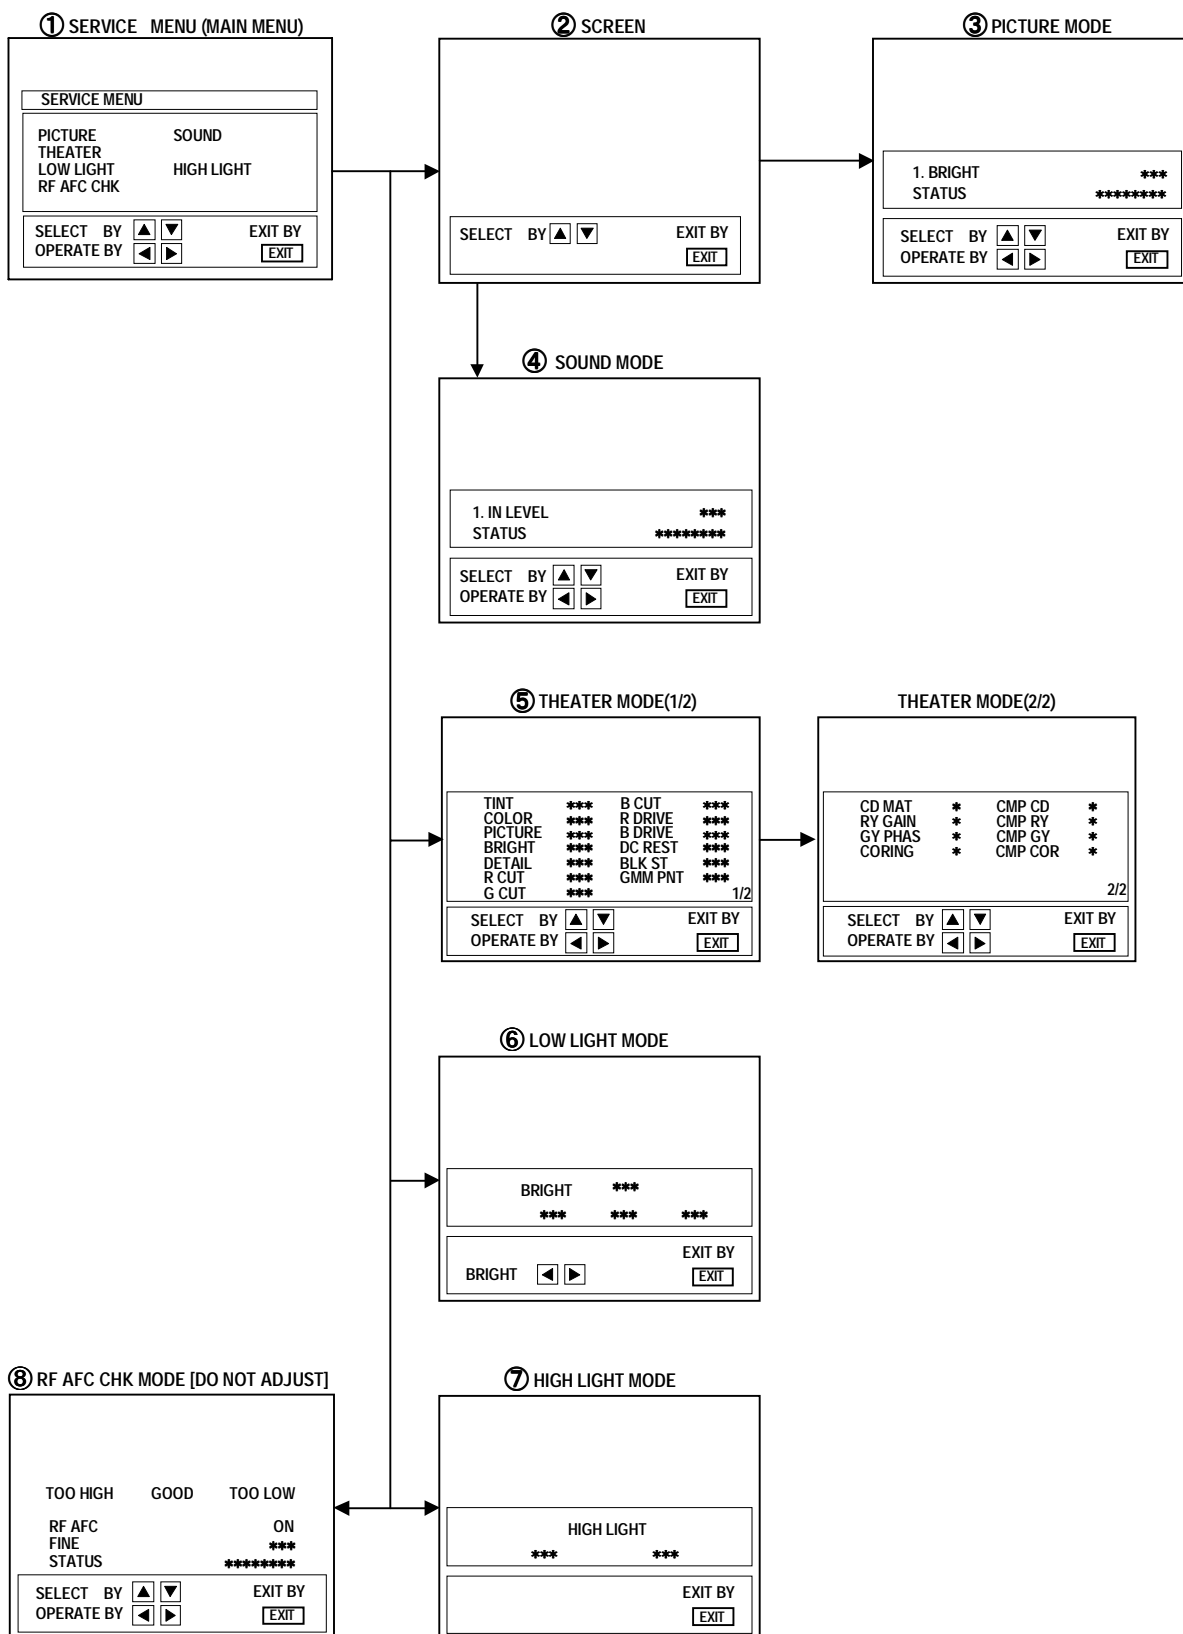 ① SERVICE MENU (MAIN MENU)
SERVICE MENU
PICTURE SOUND
THEATER
LOW LIGHT HIGH LIGHT
RF AFC CHK
SELECT BY ▲ ▼ EXIT BY
OPERATE BY ◀ ▶ EXIT
② SCREEN
SELECT BY ▲ ▼ EXIT BY
EXIT
③ PICTURE MODE
1. BRIGHT ***
STATUS ********
SELECT BY ▲ ▼ EXIT BY
OPERATE BY ◀ ▶ EXIT
④ SOUND MODE
1. IN LEVEL ***
STATUS ********
SELECT BY ▲ ▼ EXIT BY
OPERATE BY ◀ ▶ EXIT
⑤ THEATER MODE(1/2)
TINT *** B CUT ***
COLOR *** R DRIVE ***
PICTURE *** B DRIVE ***
BRIGHT *** DC REST ***
DETAIL *** BLK ST ***
R CUT *** GMM PNT ***
G CUT *** 1/2
SELECT BY ▲ ▼ EXIT BY
OPERATE BY ◀ ▶ EXIT
THEATER MODE(2/2)
CD MAT * CMP CD *
RY GAIN * CMP RY *
GY PHAS * CMP GY *
CORING * CMP COR *
2/2
SELECT BY ▲ ▼ EXIT BY
OPERATE BY ◀ ▶ EXIT
⑥ LOW LIGHT MODE
BRIGHT ***
*** *** ***
EXIT BY
BRIGHT ◀ ▶ EXIT
⑧ RF AFC CHK MODE [DO NOT ADJUST]
TOO HIGH GOOD TOO LOW
RF AFC ON
FINE ***
STATUS ********
SELECT BY ▲ ▼ EXIT BY
OPERATE BY ◀ ▶ EXIT
⑦ HIGH LIGHT MODE
HIGH LIGHT
*** ***
EXIT BY
EXIT